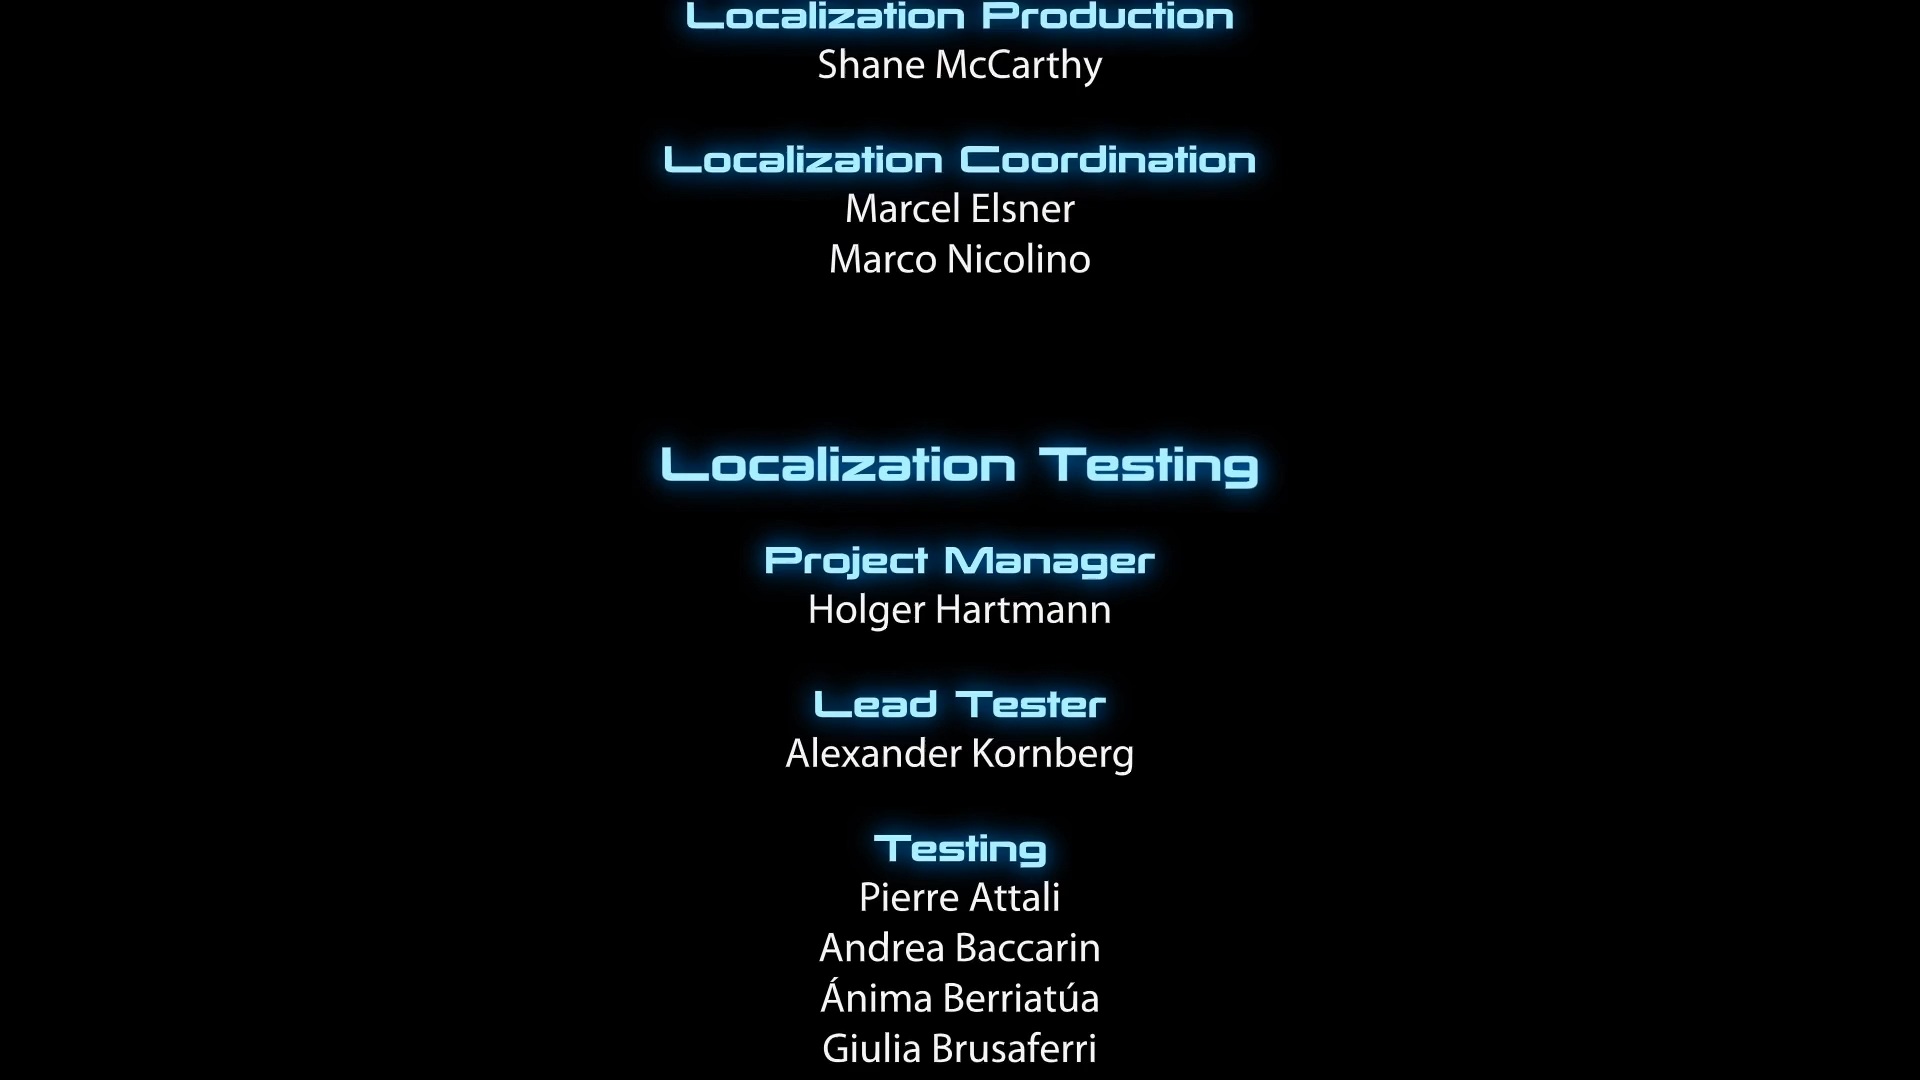 Localization Production
Shane McCarthy
Localization Coordination
Marcel Elsner
Marco Nicolino
Localization Testing
Project Manager
Holger Hartmann
Lead Tester
Alexander Kornberg
Testing
Pierre Attali
Andrea Baccarin
Ánima Berriatúa
Giulia Brusaferri